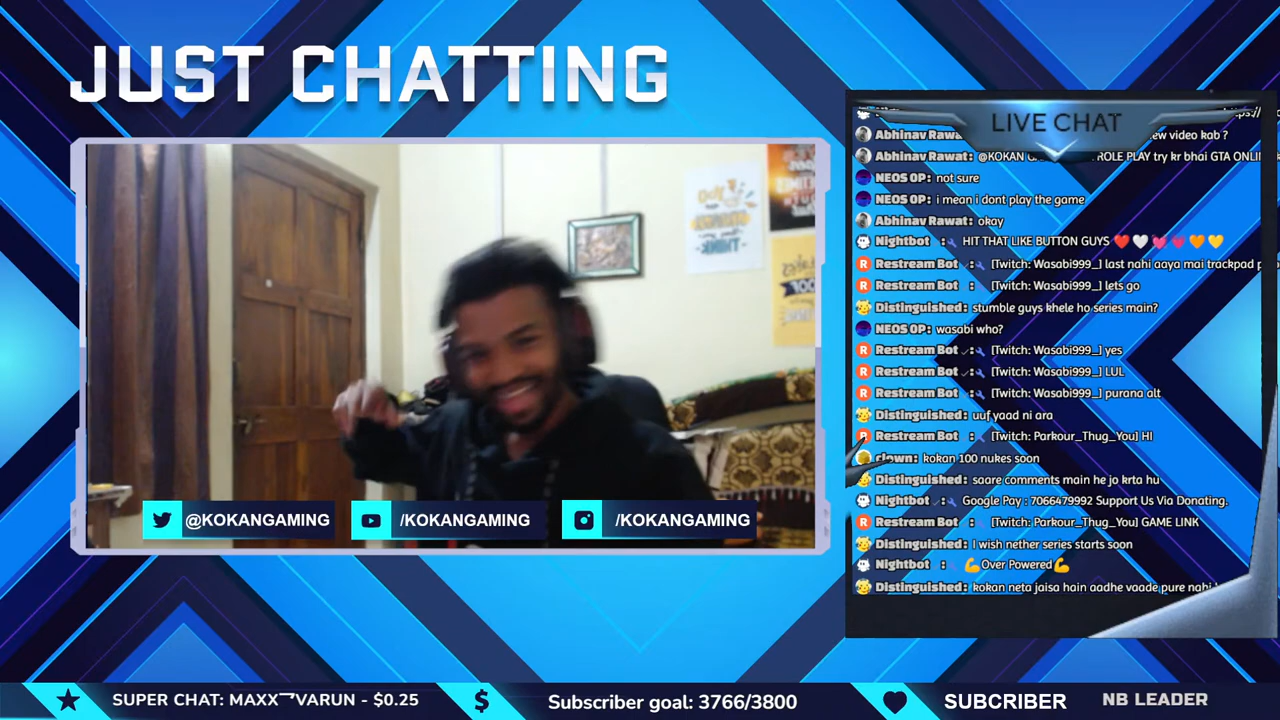 JUST CHATTING
LIVE CHAT
Abhinav Rawa ew video kab ?
Abhinav Rawat: @KOKAN ROLE PLAY try kr bhai GTA ONLI
NEOS OP: not sure
NEOS OP: i mean i dont play the game
Abhinav Rawat: okay
Nightbot : HIT THAT LIKE BUTTON GUYS ❤️🤍💓💗🧡💛
Restream Bot : [Twitch: Wasabi999_] last nahi aaya mai trackpad p
Restream Bot : [Twitch: Wasabi999_] lets go
Distinguished: stumble guys khele ho series main?
NEOS OP: wasabi who?
Restream Bot : [Twitch: Wasabi999_] yes
Restream Bot : [Twitch: Wasabi999_] LUL
Restream Bot : [Twitch: Wasabi999_] purana alt
Distinguished: uuf yaad ni ara
Restream Bot : [Twitch: Parkour_Thug_You] HI
clown: kokan 100 nukes soon
Distinguished: saare comments main he jo krta hu
Nightbot : Google Pay : 7066479992 Support Us Via Donating.
Restream Bot : [Twitch: Parkour_Thug_You] GAME LINK
Distinguished: I wish nether series starts soon
Nightbot : 💪Over Powered💪
Distinguished: kokan neta jaisa hain aadhe vaade pure nahi
@KOKANGAMING
/KOKANGAMING
/KOKANGAMING
SUPER CHAT: MAXX VARUN - $0.25
$
Subscriber goal: 3766/3800
SUBCRIBER
NB LEADER